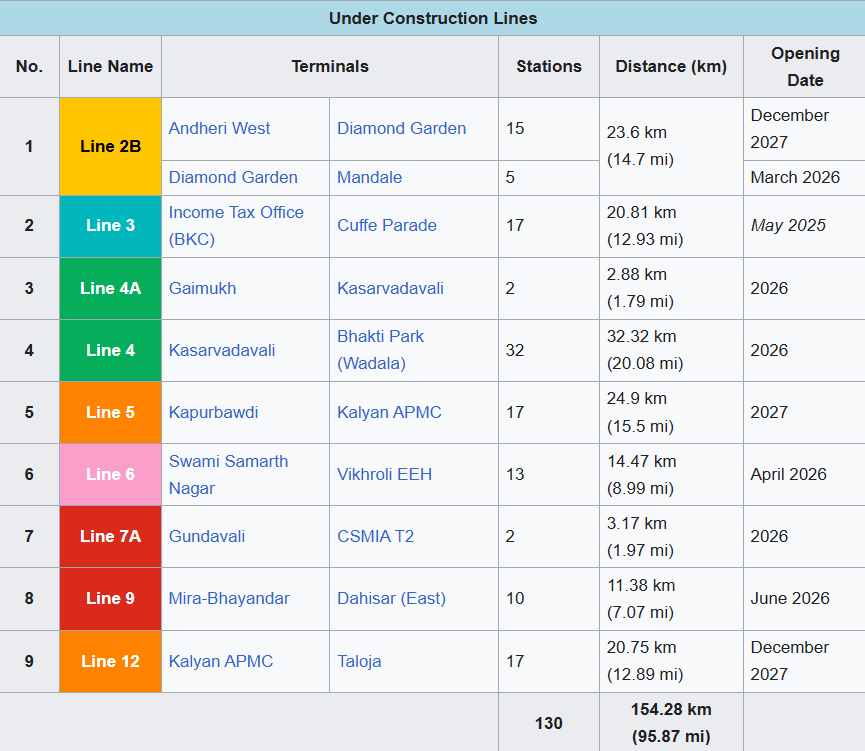 Under Construction Lines
No. Line Name Terminals Stations Distance (km) Opening
Date
1 Line 2B Andheri West Diamond Garden 15 23.6 km
(14.7 mi) December
2027
Diamond Garden Mandale 5 March 2026
2 Line 3 Income Tax Office
(BKC) Cuffe Parade 17 20.81 km
(12.93 mi) May 2025
3 Line 4A Gaimukh Kasarvadavali 2 2.88 km
(1.79 mi) 2026
4 Line 4 Kasarvadavali Bhakti Park
(Wadala) 32 32.32 km
(20.08 mi) 2026
5 Line 5 Kapurbawdi Kalyan APMC 17 24.9 km
(15.5 mi) 2027
6 Line 6 Swami Samarth
Nagar Vikhroli EEH 13 14.47 km
(8.99 mi) April 2026
7 Line 7A Gundavali CSMIA T2 2 3.17 km
(1.97 mi) 2026
8 Line 9 Mira-Bhayandar Dahisar (East) 10 11.38 km
(7.07 mi) June 2026
9 Line 12 Kalyan APMC Taloja 17 20.75 km
(12.89 mi) December
2027
130 154.28 km
(95.87 mi)